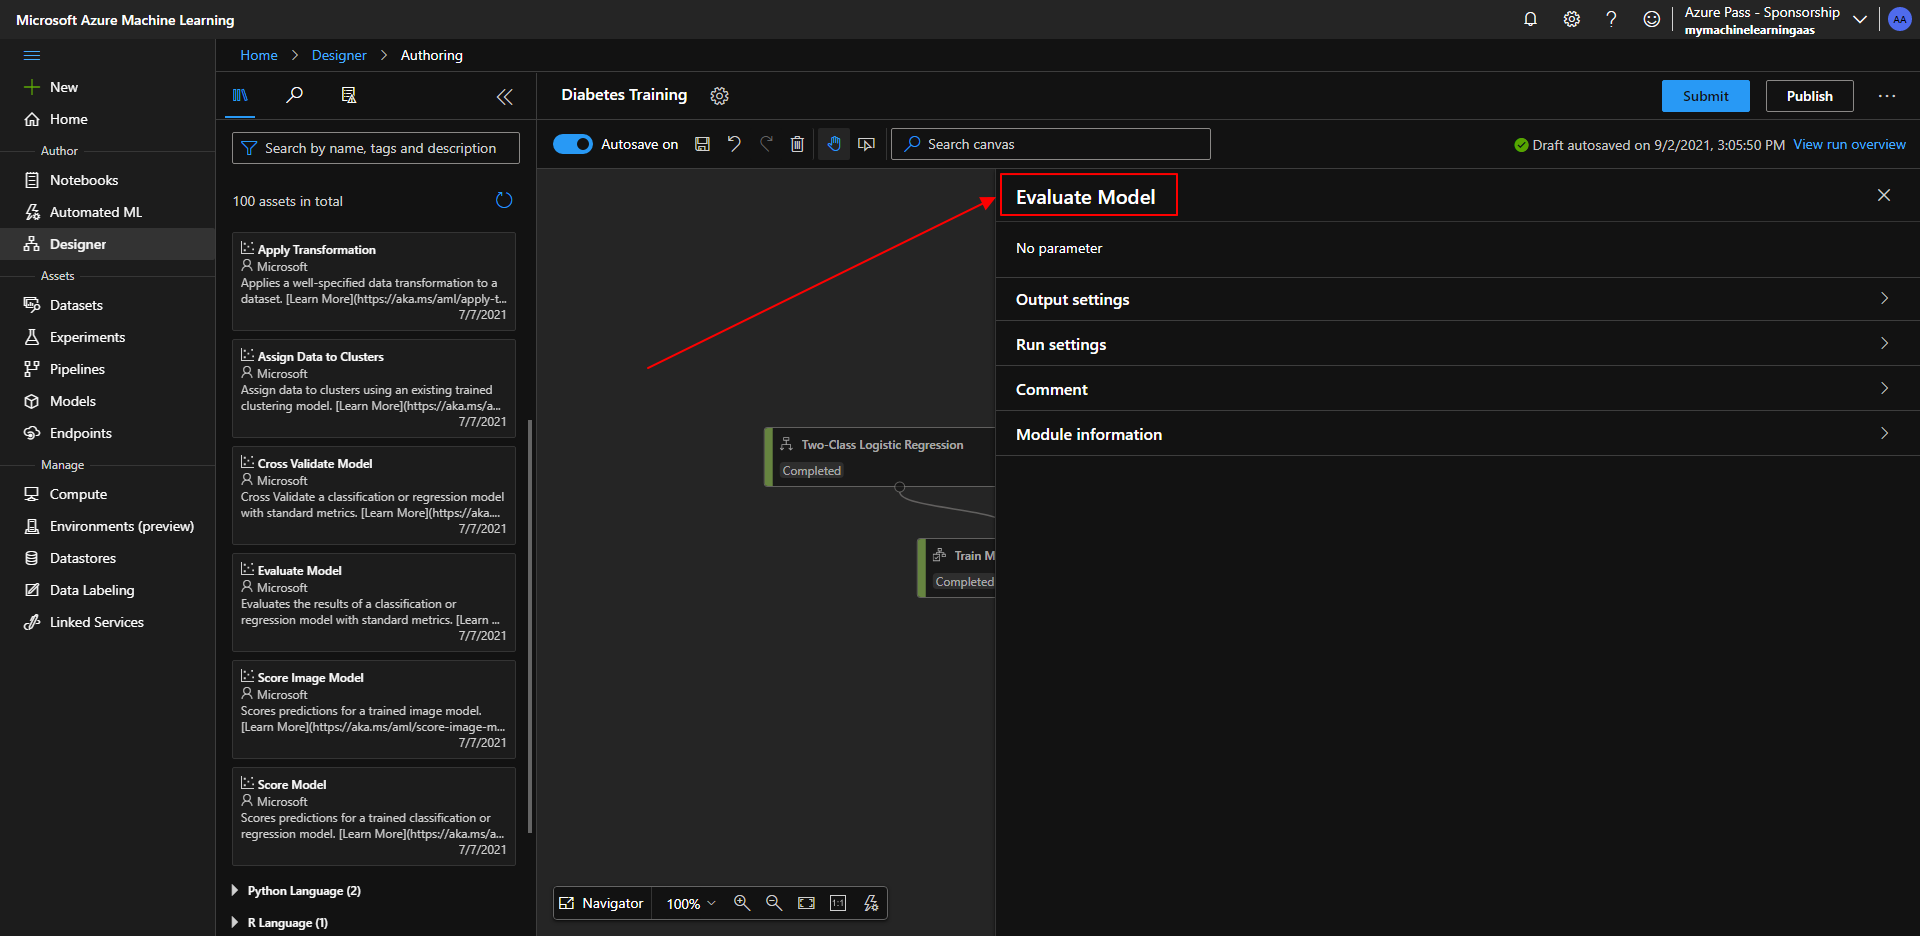 Microsoft Azure Machine Learning
Azure Pass - Sponsorship
mymachinelearningaas
AA
New
Home
Author
Notebooks
Automated ML
Designer
Assets
Datasets
Experiments
Pipelines
Models
Endpoints
Manage
Compute
Environments (preview)
Datastores
Data Labeling
Linked Services
Home > Designer > Authoring
Search by name, tags and description
100 assets in total
Apply Transformation
Microsoft
Applies a well-specified data transformation to a
dataset. [Learn More](https://aka.ms/aml/apply-t...
7/7/2021
Assign Data to Clusters
Microsoft
Assign data to clusters using an existing trained
clustering model. [Learn More](https://aka.ms/a...
7/7/2021
Cross Validate Model
Microsoft
Cross Validate a classification or regression model
with standard metrics. [Learn More](https://aka....
7/7/2021
Evaluate Model
Microsoft
Evaluates the results of a classification or
regression model with standard metrics. [Learn ...
7/7/2021
Score Image Model
Microsoft
Scores predictions for a trained image model.
[Learn More](https://aka.ms/aml/score-image-m...
7/7/2021
Score Model
Microsoft
Scores predictions for a trained classification or
regression model. [Learn More](https://aka.ms/a...
7/7/2021
Python Language (2)
R Language (1)
Diabetes Training
Submit
Publish
Autosave on
Search canvas
Draft autosaved on 9/2/2021, 3:05:50 PM View run overview
Two-Class Logistic Regression
Completed
Train M
Completed
Navigator
100%
1:1
Evaluate Model
No parameter
Output settings
Run settings
Comment
Module information